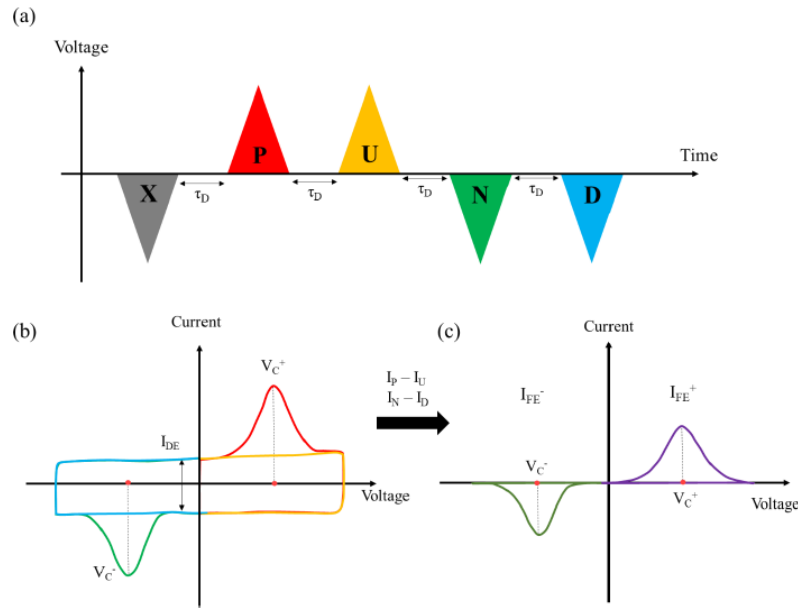 (a)
Voltage
P
U
Time
X
τD
τD
τD
τD
N
D
(b)
Current
VC+
IDE
Voltage
VC-
IP – IU
IN – ID
(c)
Current
IFE-
IFE+
VC-
VC+
Voltage